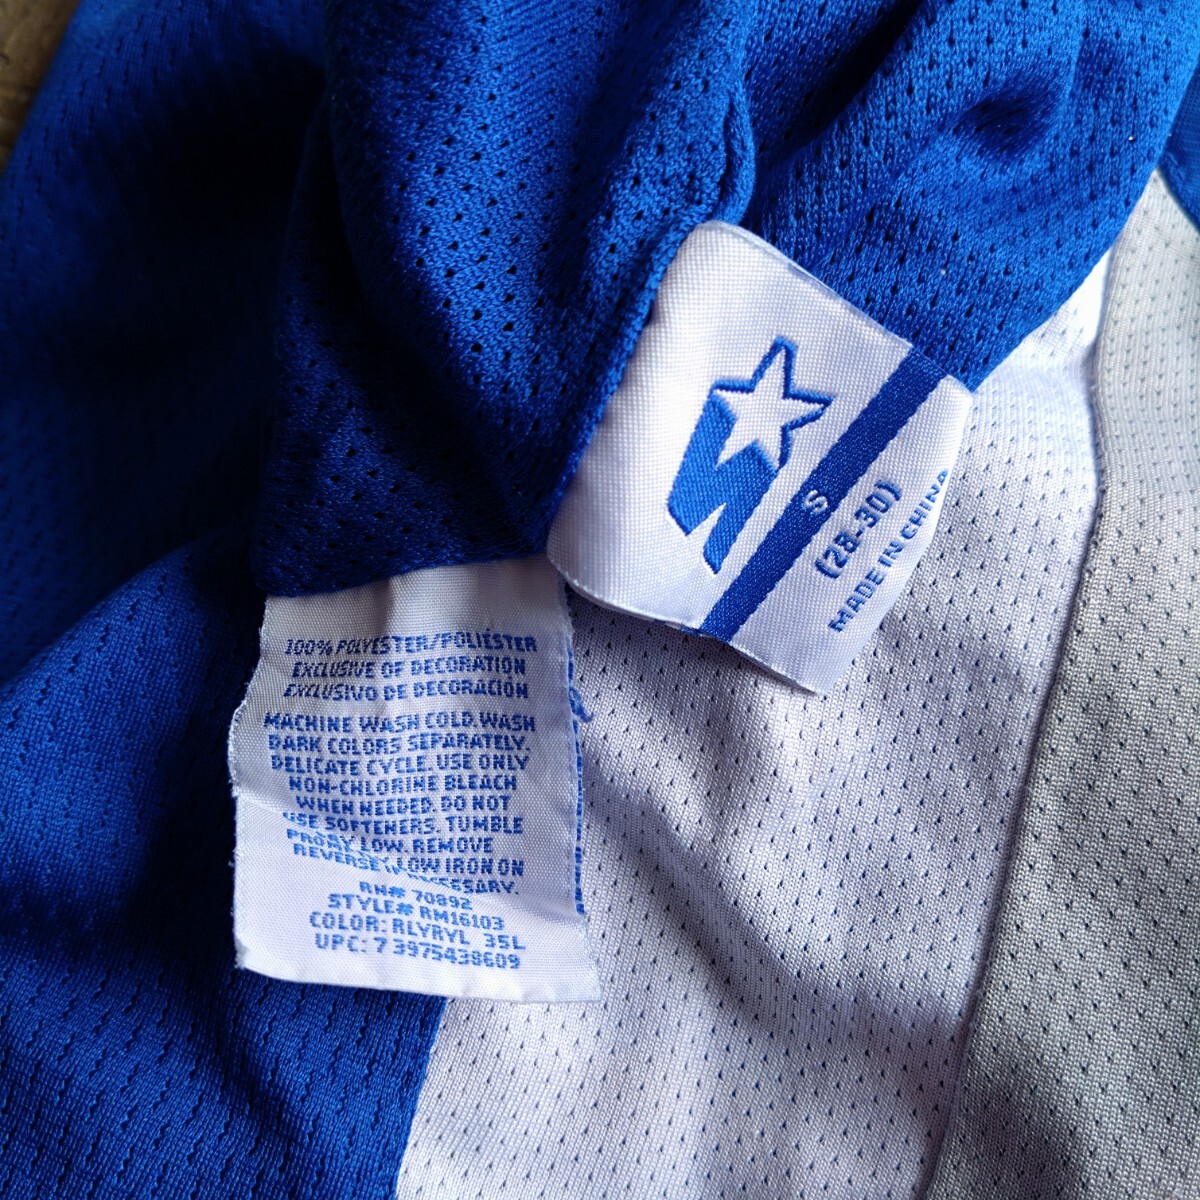 S
(28-30)
MADE IN CHINA
100% POLYESTER/POLIÉSTER
EXCLUSIVE OF DECORATION
EXCLUSIVO DE DECORACIÓN
MACHINE WASH COLD. WASH
DARK COLORS SEPARATELY.
DELICATE CYCLE. USE ONLY
NON-CHLORINE BLEACH
WHEN NEEDED. DO NOT
USE SOFTENERS. TUMBLE
LOW. REMOVE
LOW IRON ON
REVERSE
RN# 70892
STYLE# RM16103
COLOR: RLYRYL 35L
UPC: 7 3975438609